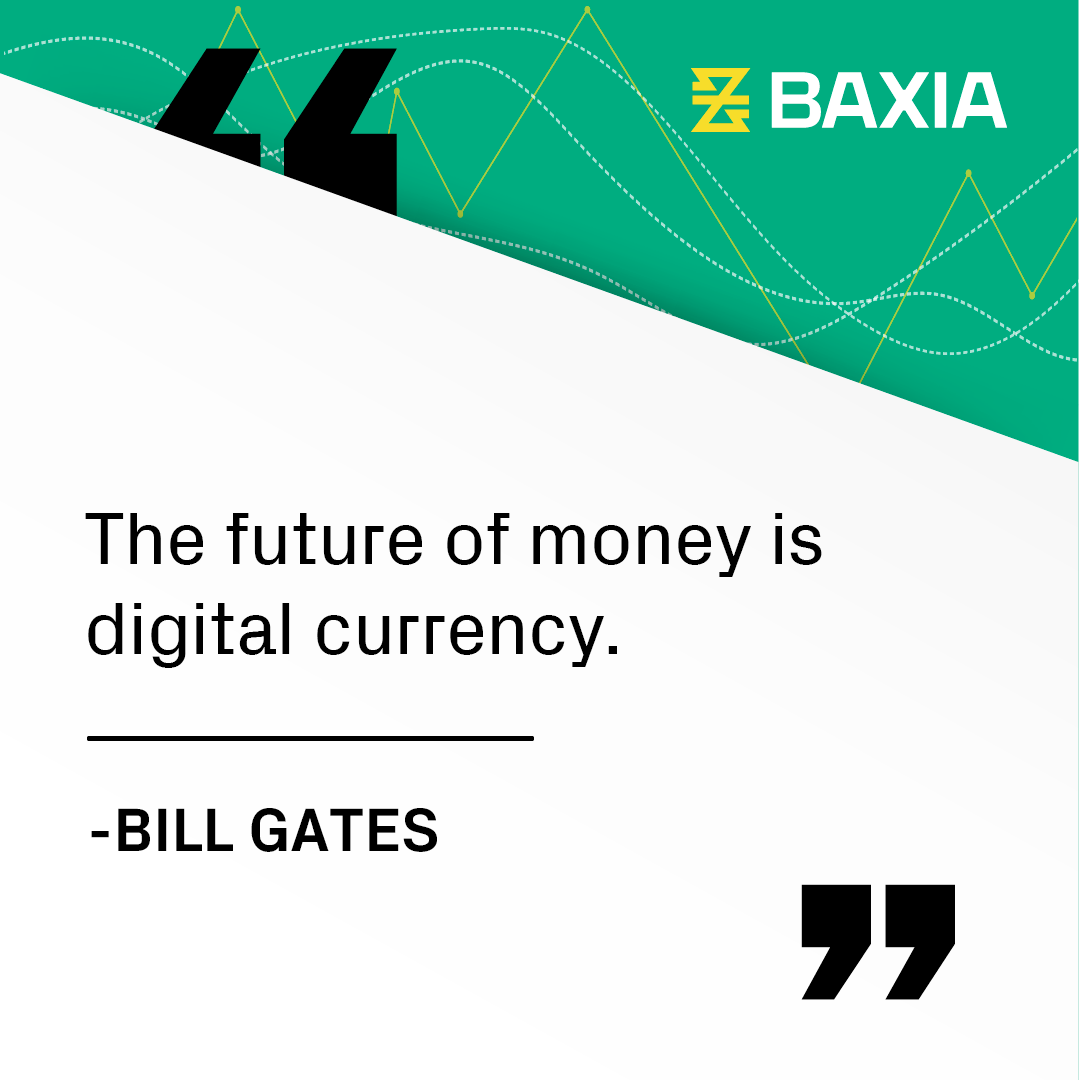 BAXIA
The future of money is
digital currency.
-BILL GATES